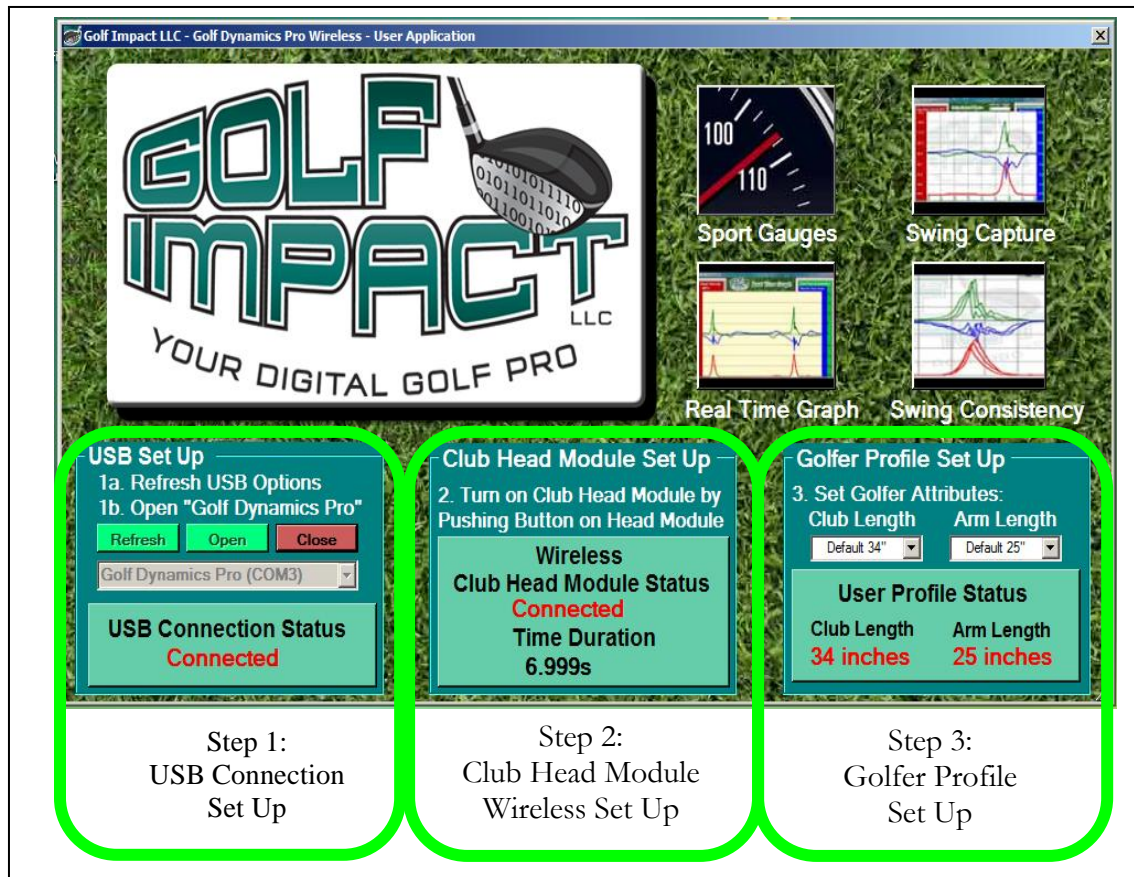 Golf Impact LLC - Golf Dynamics Pro Wireless - User Application
GOLF
IMPACT
LLC
YOUR DIGITAL GOLF PRO
100
110
Sport Gauges
Swing Capture
Real Time Graph
Swing Consistency
USB Set Up
1a. Refresh USB Options
1b. Open "Golf Dynamics Pro"
Refresh Open Close
Golf Dynamics Pro (COM3)
USB Connection Status
Connected
Club Head Module Set Up
2. Turn on Club Head Module by
Pushing Button on Head Module
Wireless
Club Head Module Status
Connected
Time Duration
6.999s
Golfer Profile Set Up
3. Set Golfer Attributes:
Club Length Arm Length
Default 34" Default 25"
User Profile Status
Club Length Arm Length
34 inches 25 inches
Step 1:
USB Connection
Set Up
Step 2:
Club Head Module
Wireless Set Up
Step 3:
Golfer Profile
Set Up